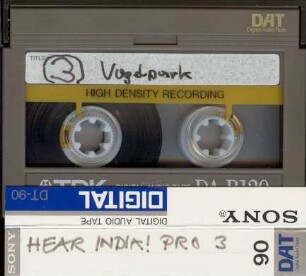 DAT
Digital Audio Tape
TITLE
③ Vogelpark
HIGH DENSITY RECORDING
TDK
DA-R120
DT-90
DIGITAL AUDIO TAPE
DIGITAL
SONY
SONY
HEAR INDIA! PRO 3
90
DAT